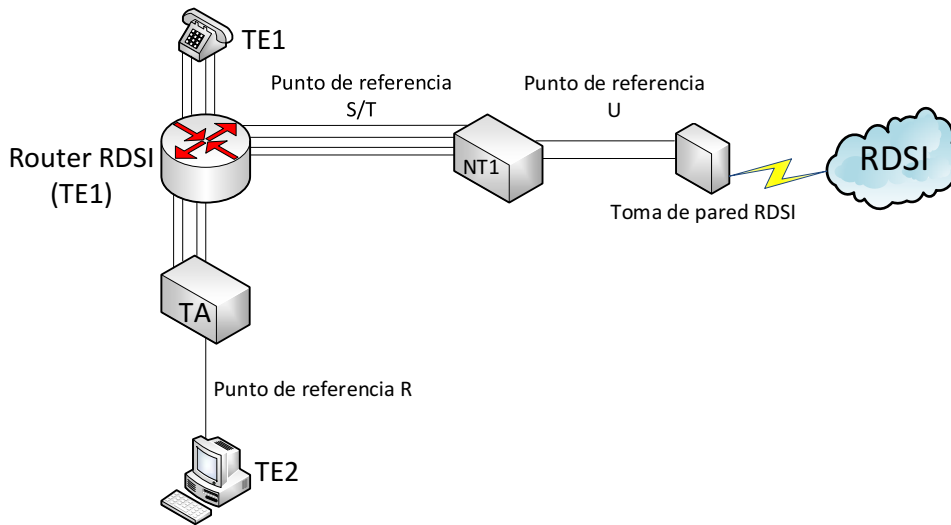 TE1
Punto de referencia
S/T
Punto de referencia
U
Router RDSI
(TE1)
NT1
RDSI
Toma de pared RDSI
TA
Punto de referencia R
TE2